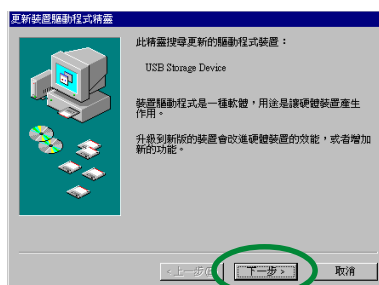 更新裝置驅動程式精靈
此精靈搜尋更新的驅動程式裝置：
USB Storage Device
裝置驅動程式是一種軟體，用途是讓硬體裝置產生
作用。
升級到新版的裝置會改進硬體裝置的效能，或者增加
新的功能。
<上一步(B)
下一步 >
取消